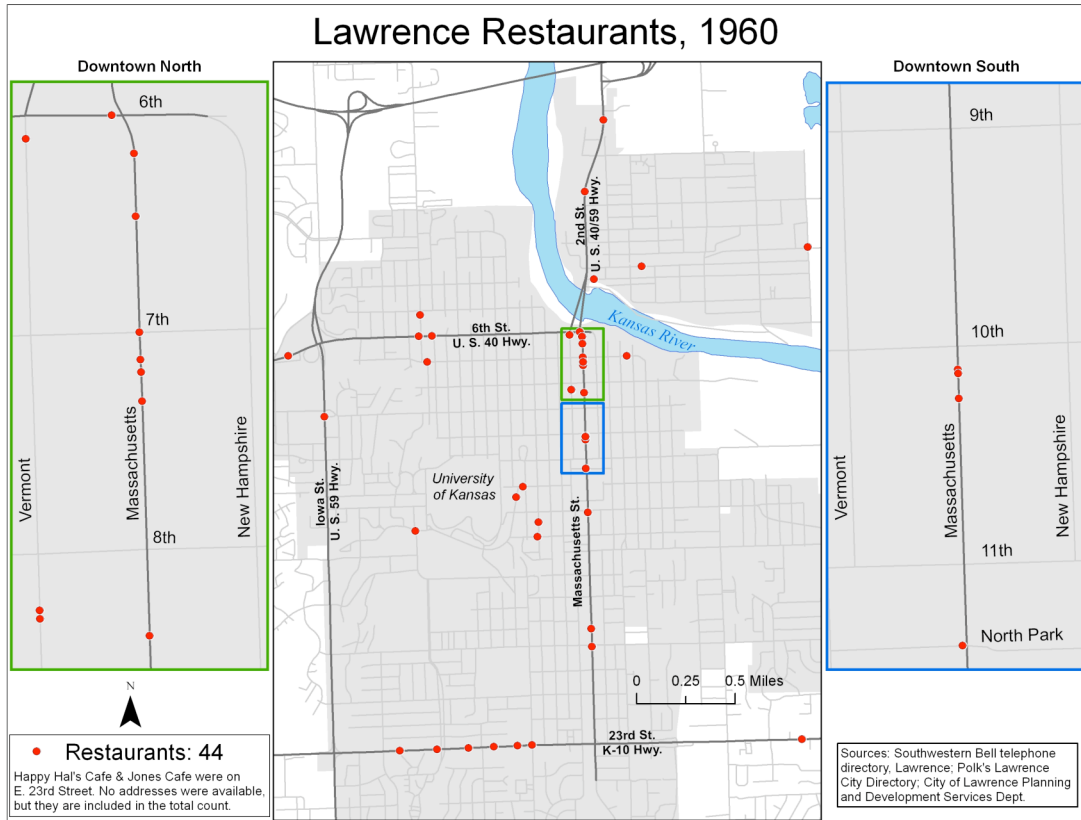 Lawrence Restaurants, 1960
Downtown North
6th
7th
8th
Vermont
Massachusetts
New Hampshire
2nd St.
U. S. 40/59 Hwy.
Kansas River
6th St.
U. S. 40 Hwy.
Iowa St.
U. S. 59 Hwy.
University
of Kansas
Massachusetts St.
0 0.25 0.5 Miles
23rd St.
K-10 Hwy.
Downtown South
9th
10th
11th
North Park
Vermont
Massachusetts
New Hampshire
N
Restaurants: 44
Happy Hal's Cafe & Jones Cafe were on
E. 23rd Street. No addresses were available,
but they are included in the total count.
Sources: Southwestern Bell telephone
directory, Lawrence; Polk's Lawrence
City Directory; City of Lawrence Planning
and Development Services Dept.